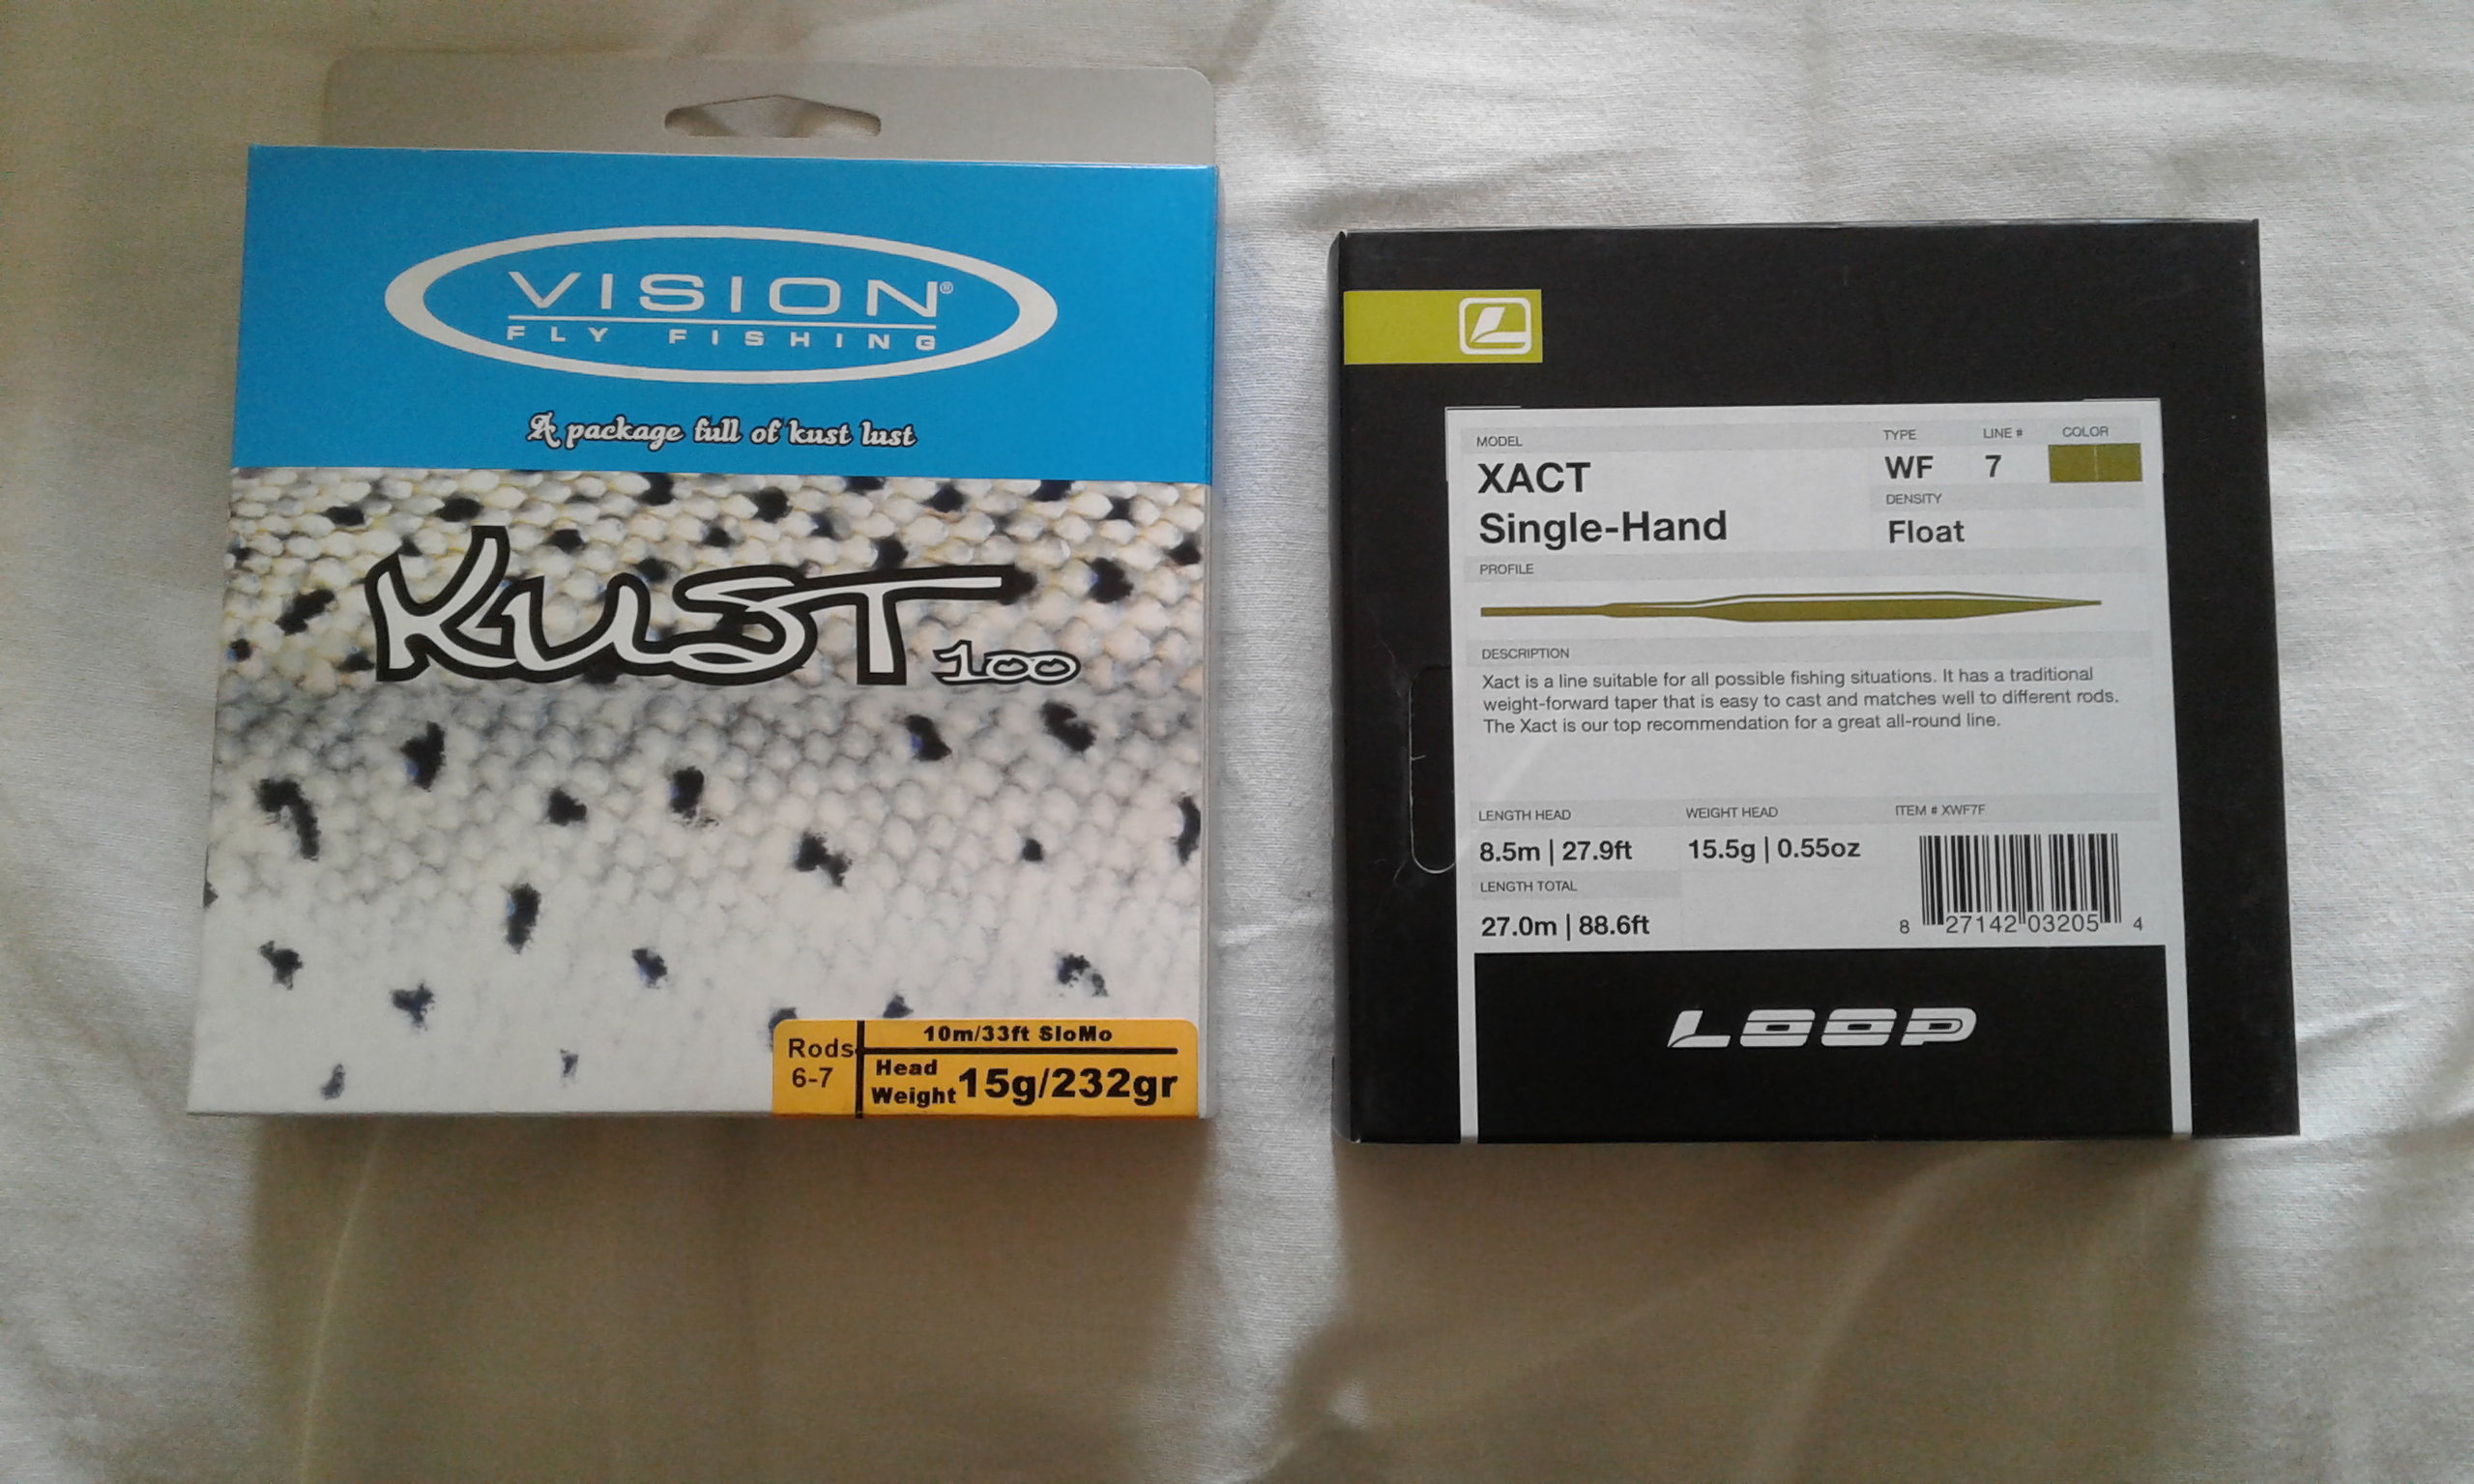 VISION®
FLY FISHING
A package full of kust lust
KUST 100
Rods
6-7
10m/33ft SloMo
Head
Weight 15g/232gr
MODEL
XACT
Single-Hand
TYPE
WF
LINE #
7
COLOR
DENSITY
Float
PROFILE
DESCRIPTION
Xact is a line suitable for all possible fishing situations. It has a traditional
weight-forward taper that is easy to cast and matches well to different rods.
The Xact is our top recommendation for a great all-round line.
LENGTH HEAD
8.5m | 27.9ft
WEIGHT HEAD
15.5g | 0.55oz
ITEM # XWF7F
LENGTH TOTAL
27.0m | 88.6ft
8 27142 03205 4
LOOP